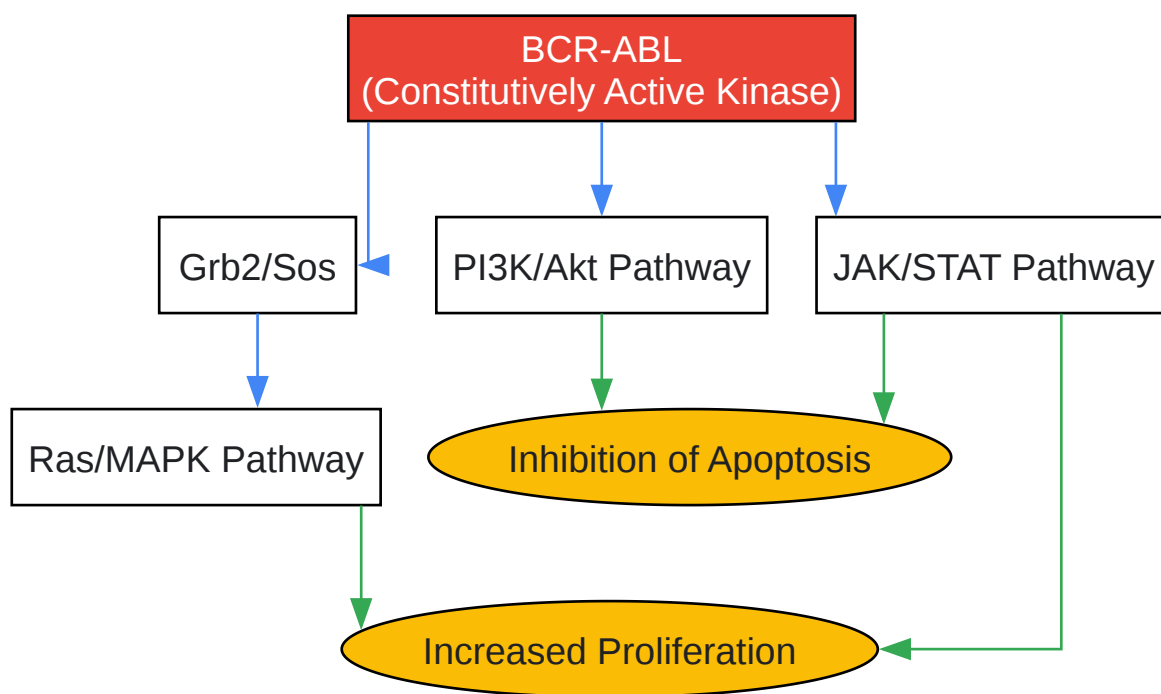 BCR-ABL
(Constitutively Active Kinase)
Grb2/Sos
PI3K/Akt Pathway
JAK/STAT Pathway
Ras/MAPK Pathway
Inhibition of Apoptosis
Increased Proliferation